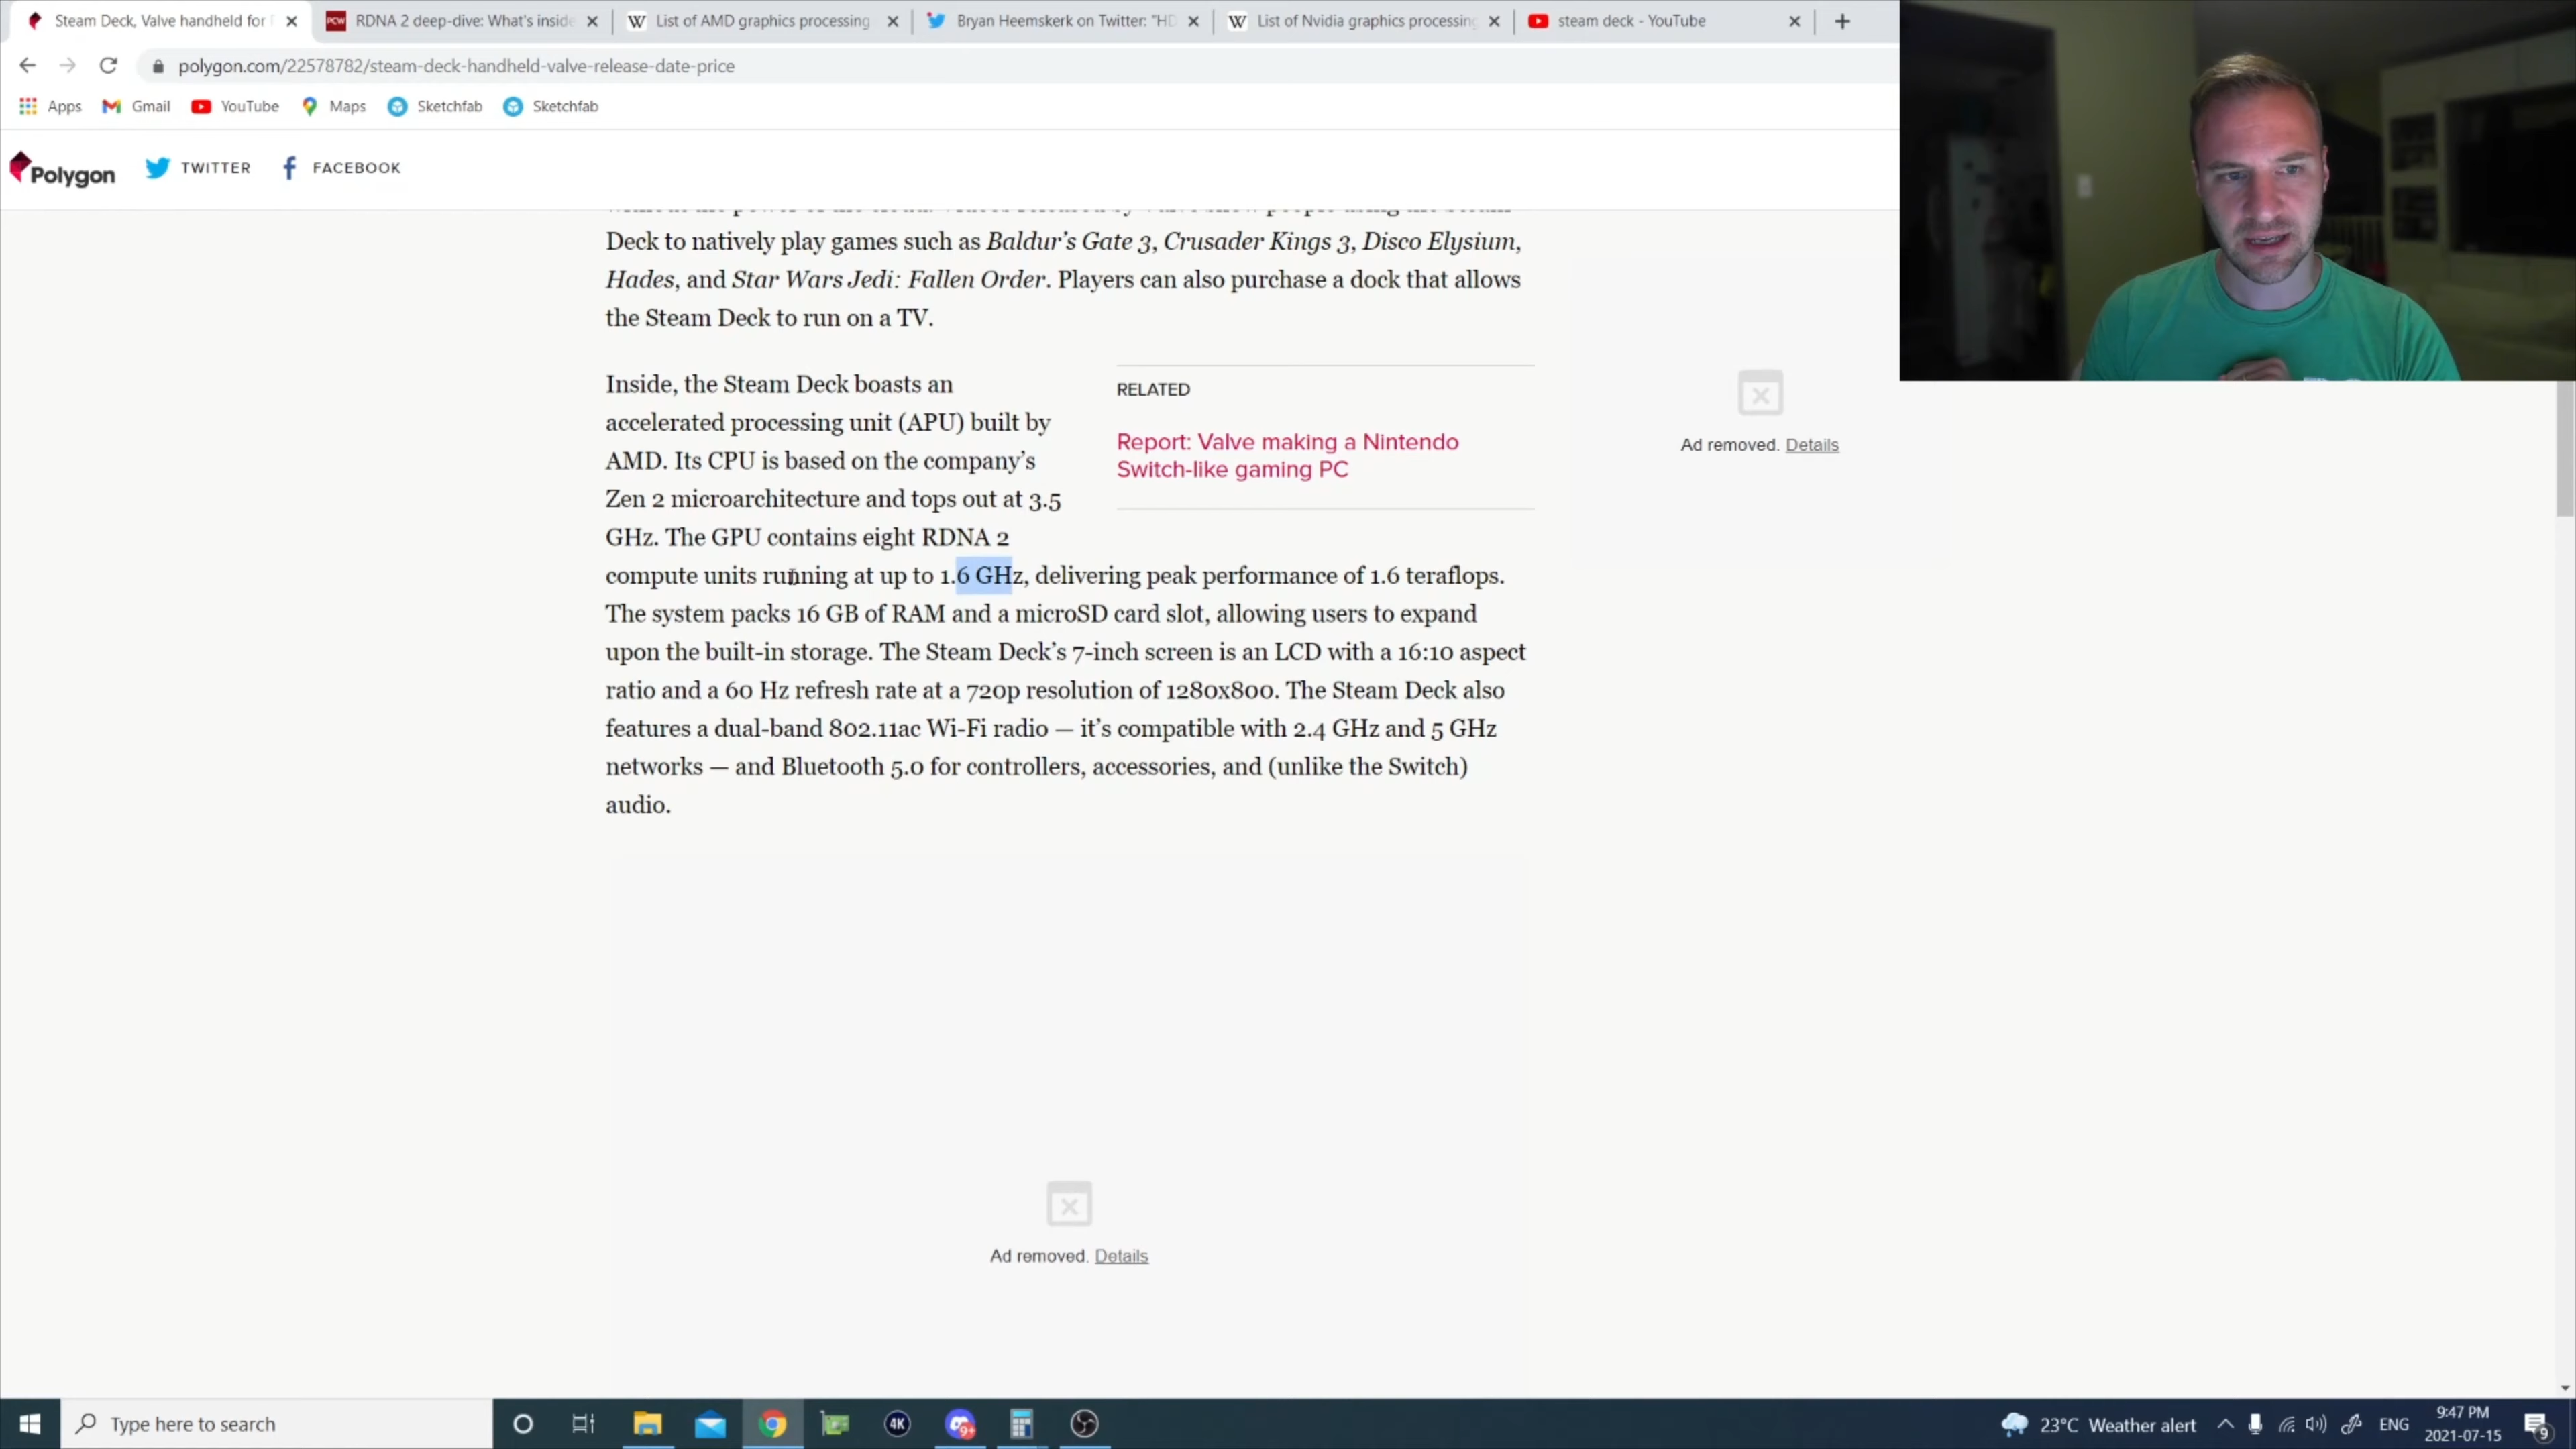 Steam Deck, Valve handheld for
RDNA 2 deep-dive: What's inside
List of AMD graphics processing
Bryan Heemskerk on Twitter: "HD
List of Nvidia graphics processing
steam deck - YouTube
polygon.com/22578782/steam-deck-handheld-valve-release-date-price
Apps
Gmail
YouTube
Maps
Sketchfab
Sketchfab
Polygon
TWITTER
FACEBOOK
Deck to natively play games such as Baldur's Gate 3, Crusader Kings 3, Disco Elysium,
Hades, and Star Wars Jedi: Fallen Order. Players can also purchase a dock that allows
the Steam Deck to run on a TV.
Inside, the Steam Deck boasts an
accelerated processing unit (APU) built by
AMD. Its CPU is based on the company's
Zen 2 microarchitecture and tops out at 3.5
GHz. The GPU contains eight RDNA 2
compute units running at up to 1.6 GHz, delivering peak performance of 1.6 teraflops.
The system packs 16 GB of RAM and a microSD card slot, allowing users to expand
upon the built-in storage. The Steam Deck's 7-inch screen is an LCD with a 16:10 aspect
ratio and a 60 Hz refresh rate at a 720p resolution of 1280x800. The Steam Deck also
features a dual-band 802.11ac Wi-Fi radio — it's compatible with 2.4 GHz and 5 GHz
networks — and Bluetooth 5.0 for controllers, accessories, and (unlike the Switch)
audio.
RELATED
Report: Valve making a Nintendo
Switch-like gaming PC
Ad removed. Details
Ad removed. Details
Type here to search
4K
9+
23°C Weather alert
ENG
9:47 PM
2021-07-15
9